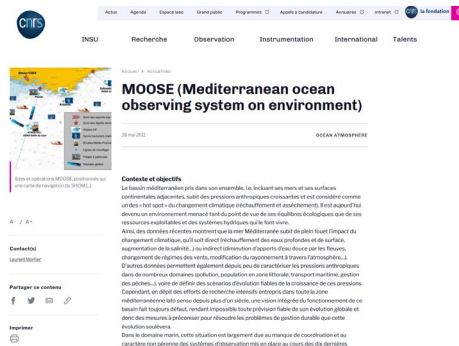 cnrs
Actus Agenda Espace labo Grand public Programmes Appels à candidature Annuaires Intranet cnrs la fondation
INSU Recherche Observation Instrumentation International Talents
ACCUEIL > ACTUALITÉS
MOOSE (Mediterranean ocean
observing system on environment)
26 mai 2011 OCÉAN ATMOSPHÈRE
Sites et opérations MOOSE, positionnés sur
une carte de navigation du SHOM.[...]
A- / A+
Contact(s)
Laurent Mortier
Partager ce contenu
Imprimer
Contexte et objectifs
Le bassin méditerranéen pris dans son ensemble, i.e. incluant ses mers et ses surfaces
continentales adjacentes, subit des pressions anthropiques croissantes et est considéré comme
un des « hot spot » du changement climatique (réchauffement et assèchement). Il est aujourd'hui
devenu un environnement menacé tant du point de vue de ses équilibres écologiques que de ses
ressources exploitables et des systèmes hydriques qui le font vivre.
Ainsi, des données récentes montrent que la mer Méditerranée subit de plein fouet l'impact du
changement climatique, qu'il soit direct (réchauffement des eaux profondes et de surface,
augmentation de la salinité...) ou indirect (diminution d'apports d'eau douce par les fleuves,
changement de régimes des vents, modification du rayonnement à travers l'atmosphère...).
D'autres données permettent également depuis peu de caractériser les pressions anthropiques
dans de nombreux domaines (pollution, population en zone littorale, transport maritime, gestion
des pêches...), voire de définir des scénarios d'évolution fiables de la croissance de ces pressions.
Cependant, en dépit des efforts de recherche intensifs entrepris dans toute la zone
méditerranéenne lato sensu depuis plus d'un siècle, une vision intégrée du fonctionnement de ce
bassin fait toujours défaut, rendant impossible toute prévision fiable de son évolution globale et
donc des mesures à préconiser pour résoudre les problèmes de gestion durable que cette
évolution soulèvera.
Dans le domaine marin, cette situation est largement due au manque de coordination et au
caractère non pérenne des systèmes d'observation mis en place au cours dix dernières